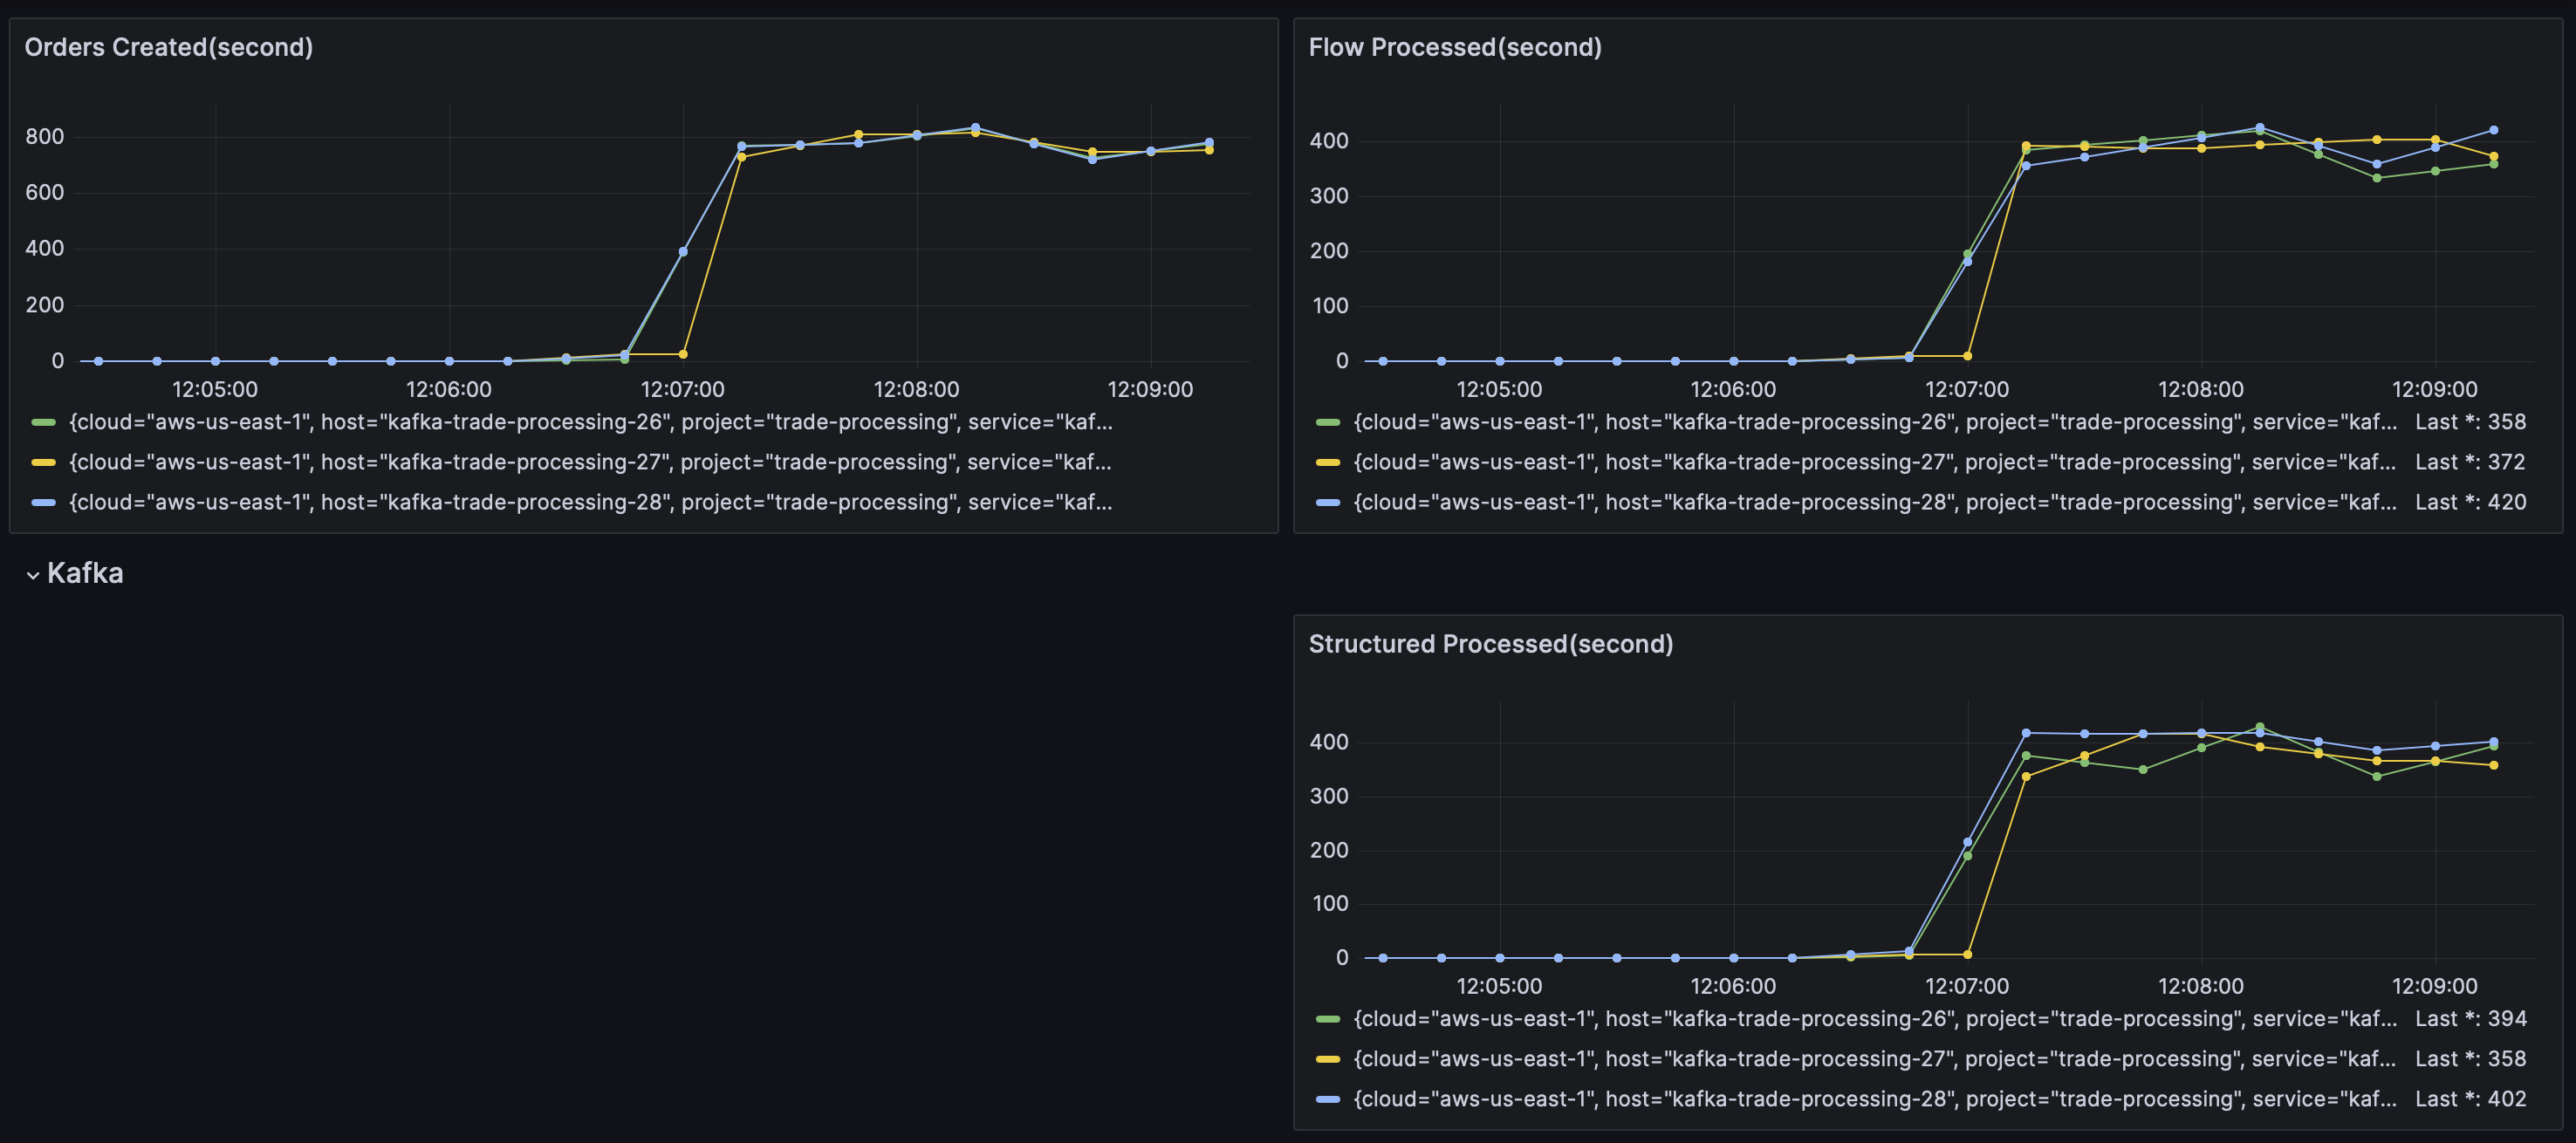 Orders Created(second)
800
600
400
200
0
12:05:00 12:06:00 12:07:00 12:08:00 12:09:00
{cloud="aws-us-east-1", host="kafka-trade-processing-26", project="trade-processing", service="kaf...
{cloud="aws-us-east-1", host="kafka-trade-processing-27", project="trade-processing", service="kaf...
{cloud="aws-us-east-1", host="kafka-trade-processing-28", project="trade-processing", service="kaf...
Flow Processed(second)
400
300
200
100
0
12:05:00 12:06:00 12:07:00 12:08:00 12:09:00
{cloud="aws-us-east-1", host="kafka-trade-processing-26", project="trade-processing", service="kaf... Last *: 358
{cloud="aws-us-east-1", host="kafka-trade-processing-27", project="trade-processing", service="kaf... Last *: 372
{cloud="aws-us-east-1", host="kafka-trade-processing-28", project="trade-processing", service="kaf... Last *: 420
Kafka
Structured Processed(second)
400
300
200
100
0
12:05:00 12:06:00 12:07:00 12:08:00 12:09:00
{cloud="aws-us-east-1", host="kafka-trade-processing-26", project="trade-processing", service="kaf... Last *: 394
{cloud="aws-us-east-1", host="kafka-trade-processing-27", project="trade-processing", service="kaf... Last *: 358
{cloud="aws-us-east-1", host="kafka-trade-processing-28", project="trade-processing", service="kaf... Last *: 402